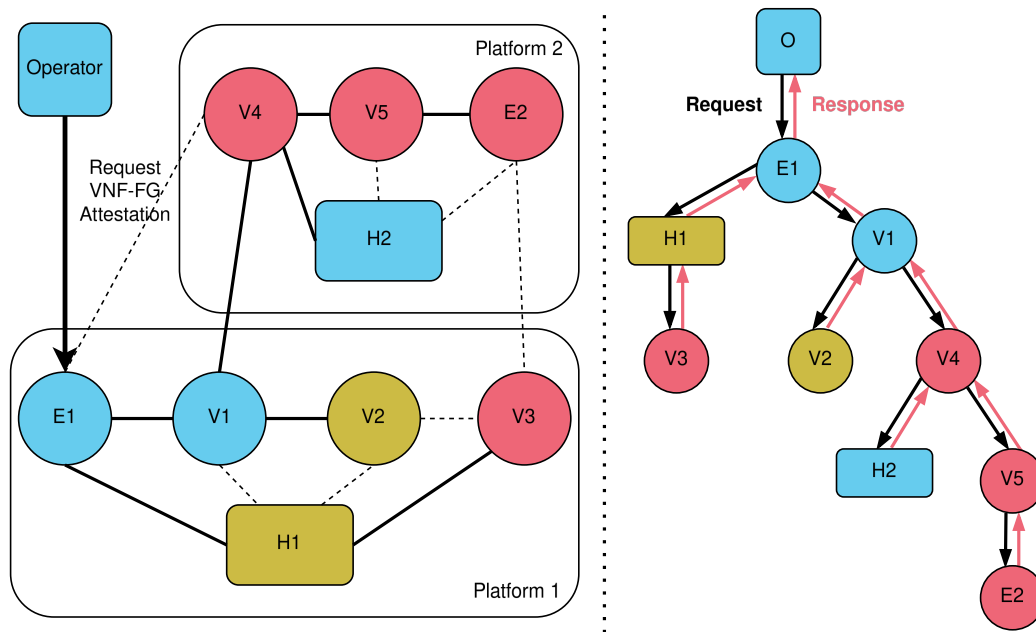 Operator
Platform 2
V4
V5
E2
Request
VNF-FG
Attestation
H2
E1
V1
V2
V3
H1
Platform 1
O
Request
Response
E1
H1
V1
V3
V2
V4
H2
V5
E2